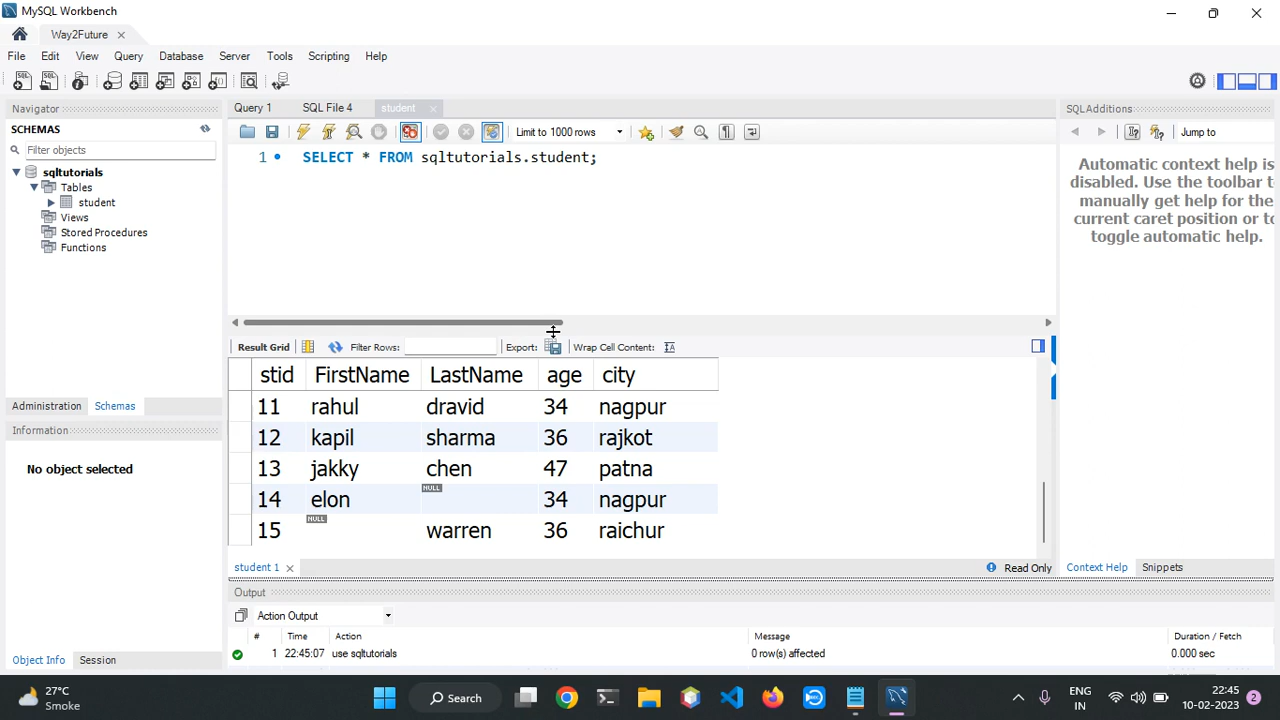 MySQL Workbench
Way2Future
File Edit View Query Database Server Tools Scripting Help
Navigator
SCHEMAS
Filter objects
sqltutorials
Tables
student
Views
Stored Procedures
Functions
Administration Schemas
Information
No object selected
Object Info Session
Query 1 SQL File 4 student
Limit to 1000 rows
1 SELECT * FROM sqltutorials.student;
Result Grid Filter Rows: Export: Wrap Cell Content:
stid FirstName LastName age city
11 rahul dravid 34 nagpur
12 kapil sharma 36 rajkot
13 jakky chen 47 patna
14 elon NULL 34 nagpur
15 NULL warren 36 raichur
student 1 Read Only
Output
Action Output
# Time Action Message Duration / Fetch
1 22:45:07 use sqltutorials 0 row(s) affected 0.000 sec
SQLAdditions
Jump to
Automatic context help is
disabled. Use the toolbar t
manually get help for the
current caret position or to
toggle automatic help.
Context Help Snippets
27°C
Smoke
Search
ENG
IN
22:45
10-02-2023
2